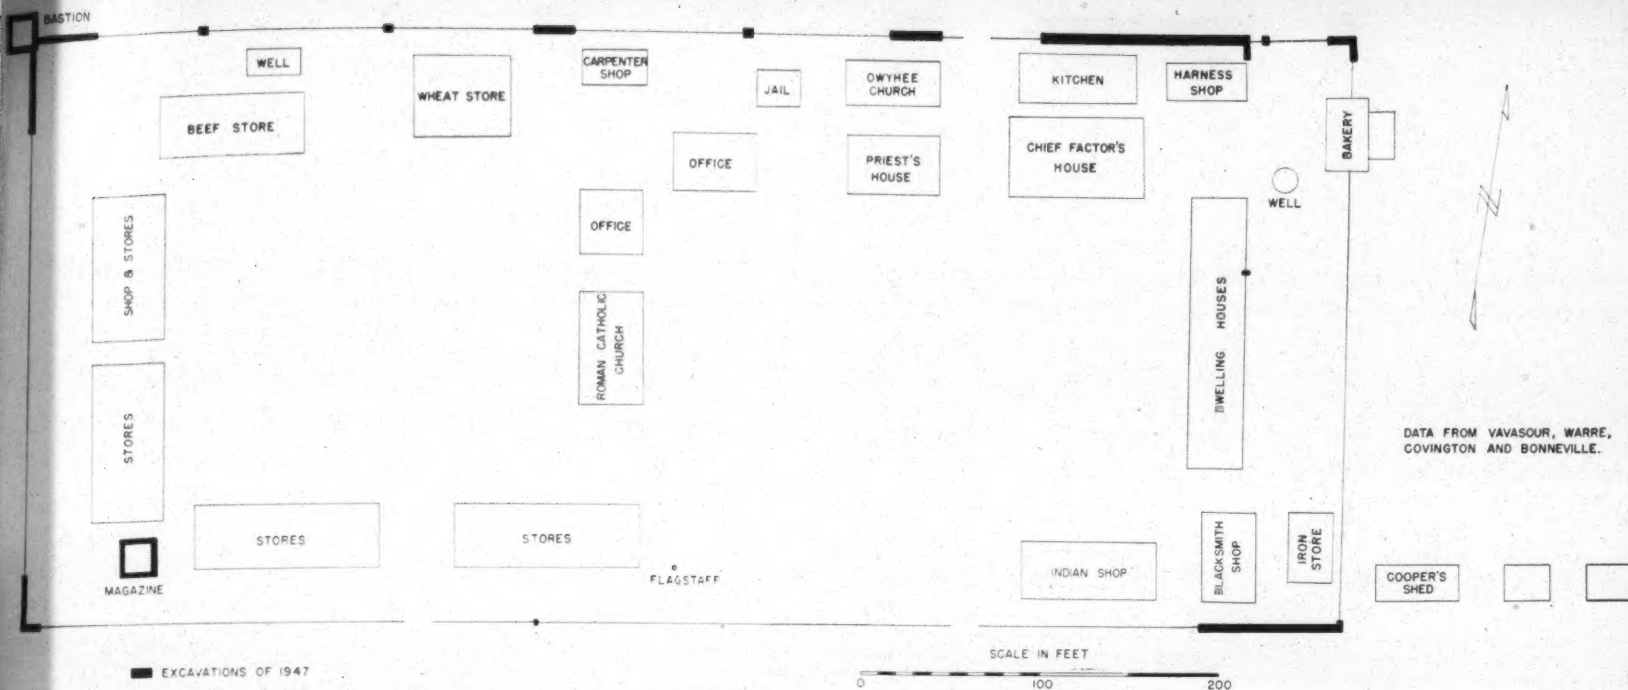 BASTION
WELL
BEEF STORE
WHEAT STORE
CARPENTER
SHOP
JAIL
OWYHEE
CHURCH
KITCHEN
HARNESS
SHOP
OFFICE
PRIEST'S
HOUSE
CHIEF FACTOR'S
HOUSE
BAKERY
WELL
SHOP & STORES
OFFICE
ROMAN CATHOLIC
CHURCH
DWELLING HOUSES
N
STORES
DATA FROM VAVASOUR, WARRE,
COVINGTON AND BONNEVILLE.
STORES
STORES
FLAGSTAFF
MAGAZINE
INDIAN SHOP
BLACKSMITH
SHOP
IRON
STORE
COOPER'S
SHED
EXCAVATIONS OF 1947
SCALE IN FEET
0 100 200